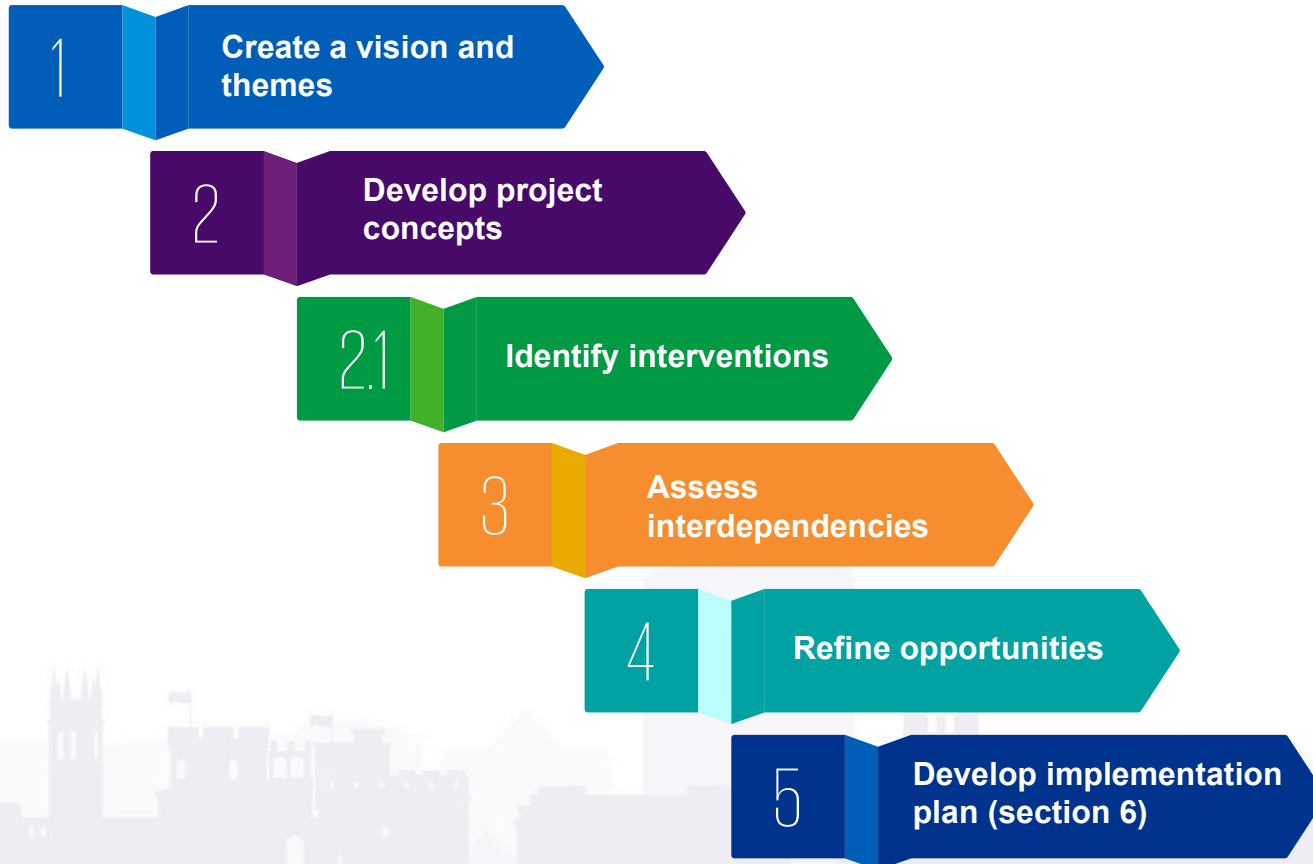 1
Create a vision and
themes
2
Develop project
concepts
2.1
Identify interventions
3
Assess
interdependencies
4
Refine opportunities
5
Develop implementation
plan (section 6)